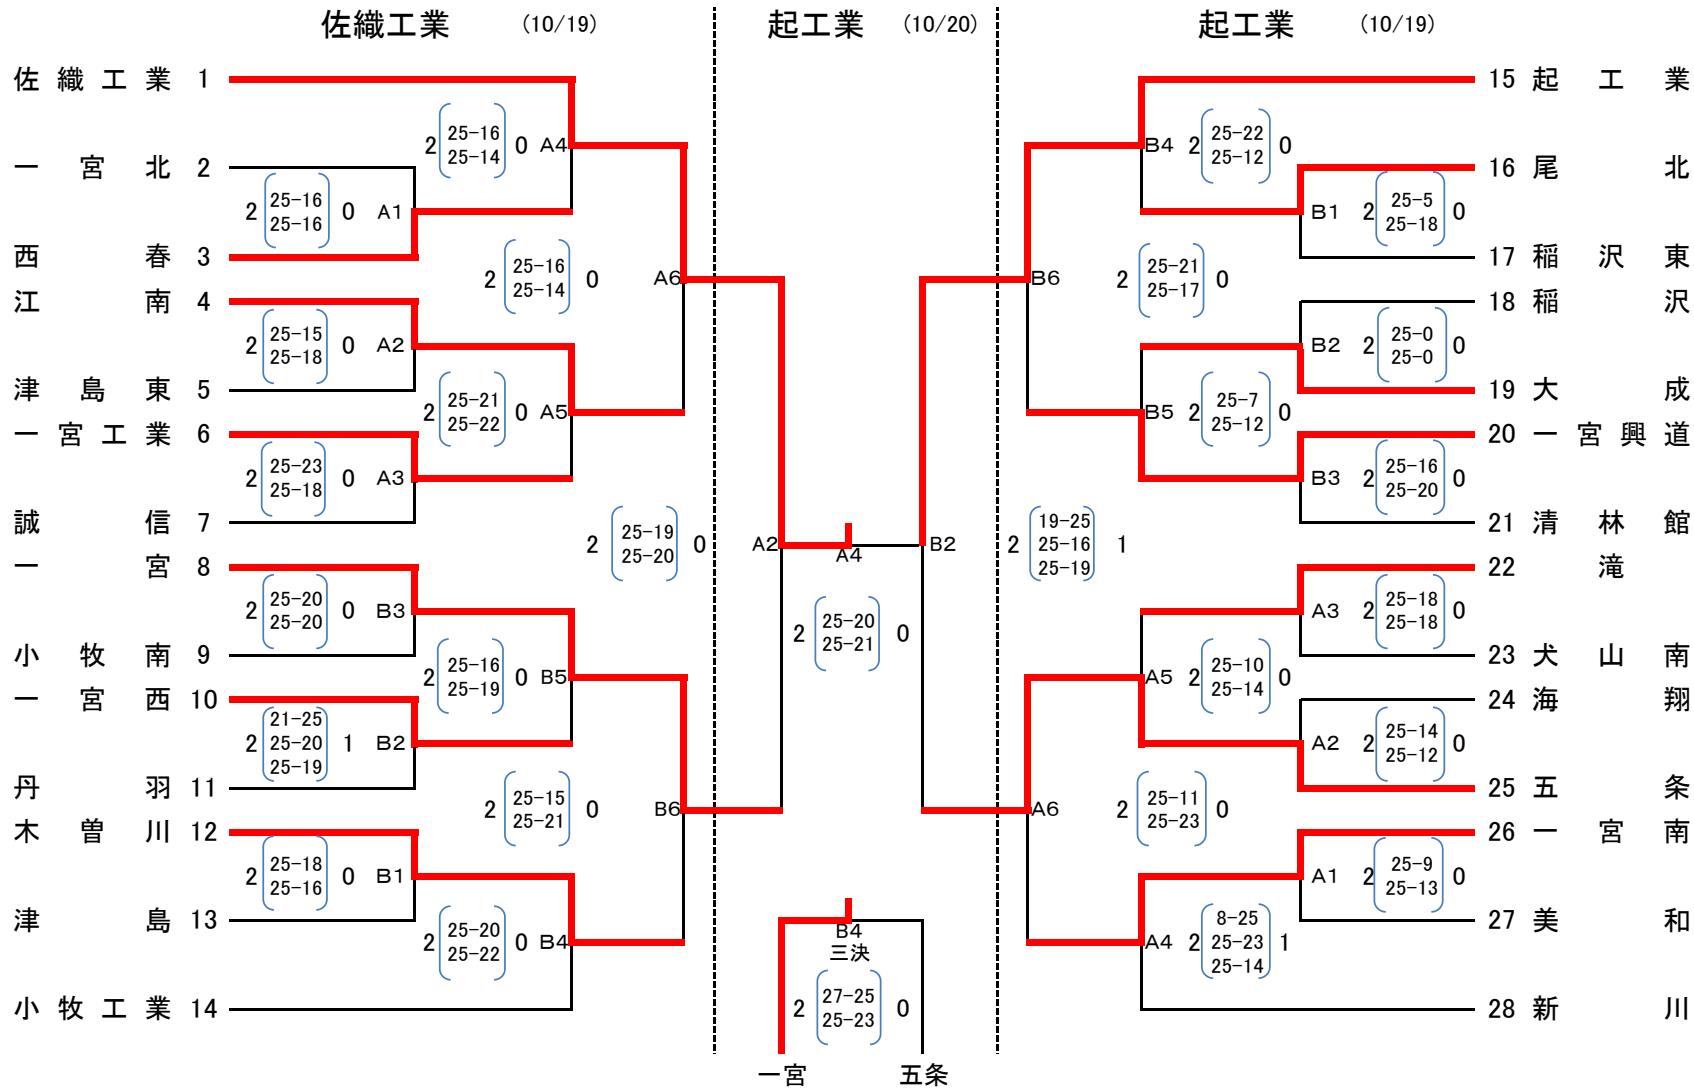 佐織工業 (10/19) 起工業 (10/20) 起工業 (10/19)
佐織工業 1 15 起工業
25-16 25-22
2 0 A4 B4 2 0
25-14 25-12
一宮北 2 16 尾北
25-16 25-5
2 0 A1 B1 2 0
25-16 25-18
西春 3 17 稲沢東
25-16 25-21
2 0 A6 B6 2 0
25-14 25-17
江南 4 18 稲沢
25-15 25-0
2 0 A2 B2 2 0
25-18 25-0
津島東 5 19 大成
25-21 25-7
2 0 A5 B5 2 0
25-22 25-12
一宮工業 6 20 一宮興道
25-23 25-16
2 0 A3 B3 2 0
25-18 25-20
誠信 7 21 清林館
25-19 19-25
2 0 A2 A4 B2 2 25-16 1
25-20 25-19
一宮 8 22 滝
25-20 25-18
2 0 B3 A3 2 0
25-20 25-18
25-20
2 0
25-21
小牧南 9 23 犬山南
25-16 25-10
2 0 B5 A5 2 0
25-19 25-14
一宮西 10 24 海翔
21-25 25-14
2 25-20 1 B2 A2 2 0
25-19 25-12
丹羽 11 25 五条
25-15 25-11
2 0 B6 A6 2 0
25-21 25-23
木曽川 12 26 一宮南
25-18 25-9
2 0 B1 A1 2 0
25-16 25-13
津島 13 27 美和
25-20 8-25
2 0 B4 B4 A4 2 25-23 1
25-22 三決 25-14
小牧工業 14 28 新川
27-25
2 0
25-23
一宮 五条